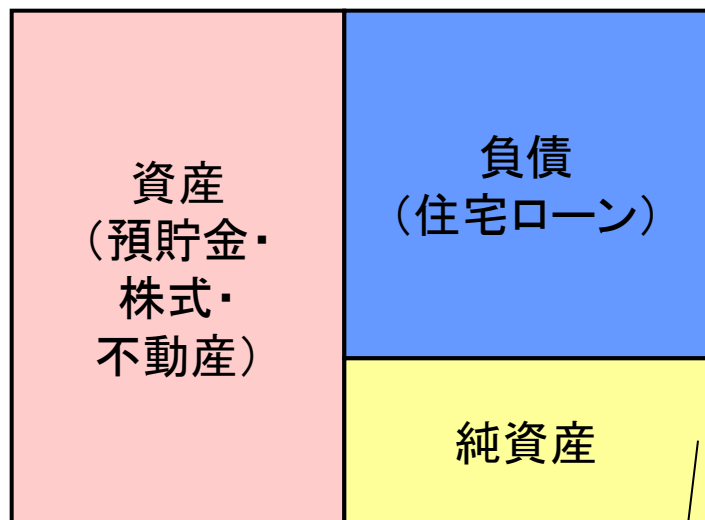 資産
（預貯金・
株式・
不動産）
負債
（住宅ローン）
純資産